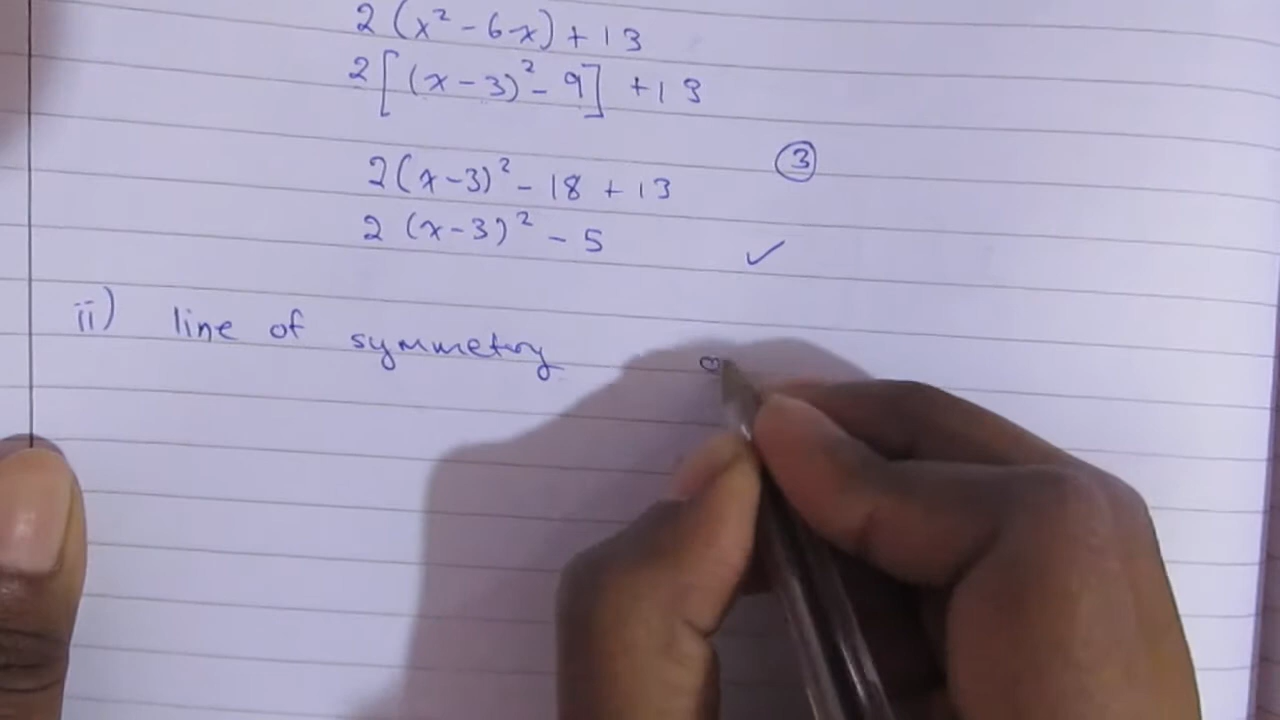 2(x² - 6x) + 13
2[(x - 3)² - 9] + 13
③
2(x - 3)² - 18 + 13
2(x - 3)² - 5 ✓
ii) line of symmetry